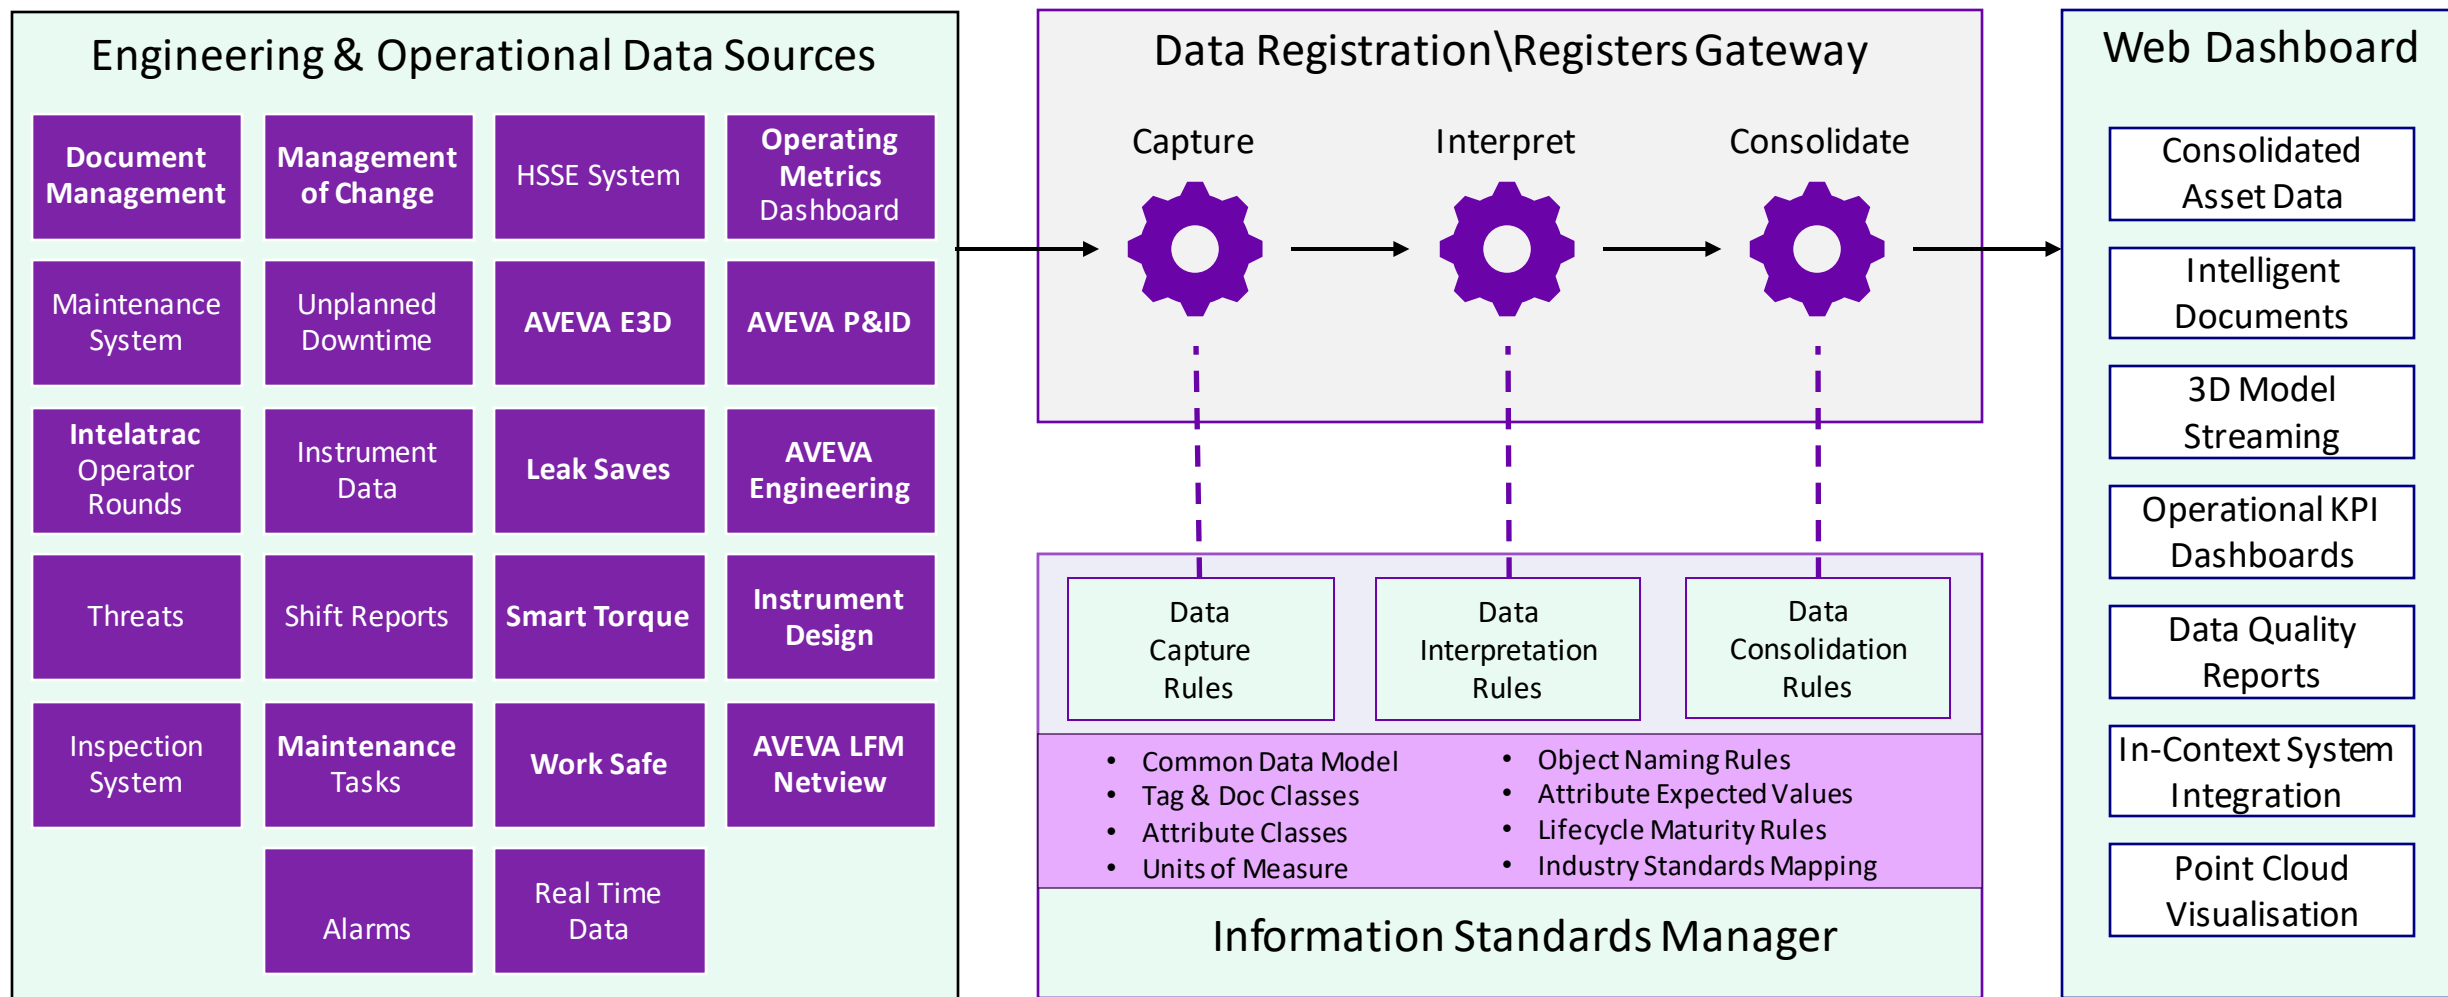 Engineering & Operational Data Sources
Document
Management
Management
of Change
HSSE System
Operating
Metrics
Dashboard
Maintenance
System
Unplanned
Downtime
AVEVA E3D
AVEVA P&ID
Intelatrac
Operator
Rounds
Instrument
Data
Leak Saves
AVEVA
Engineering
Threats
Shift Reports
Smart Torque
Instrument
Design
Inspection
System
Maintenance
Tasks
Work Safe
AVEVA LFM
Netview
Alarms
Real Time
Data
Data Registration\Registers Gateway
Capture
Interpret
Consolidate
Data
Capture
Rules
Data
Interpretation
Rules
Data
Consolidation
Rules
• Common Data Model
• Tag & Doc Classes
• Attribute Classes
• Units of Measure
• Object Naming Rules
• Attribute Expected Values
• Lifecycle Maturity Rules
• Industry Standards Mapping
Information Standards Manager
Web Dashboard
Consolidated
Asset Data
Intelligent
Documents
3D Model
Streaming
Operational KPI
Dashboards
Data Quality
Reports
In-Context System
Integration
Point Cloud
Visualisation